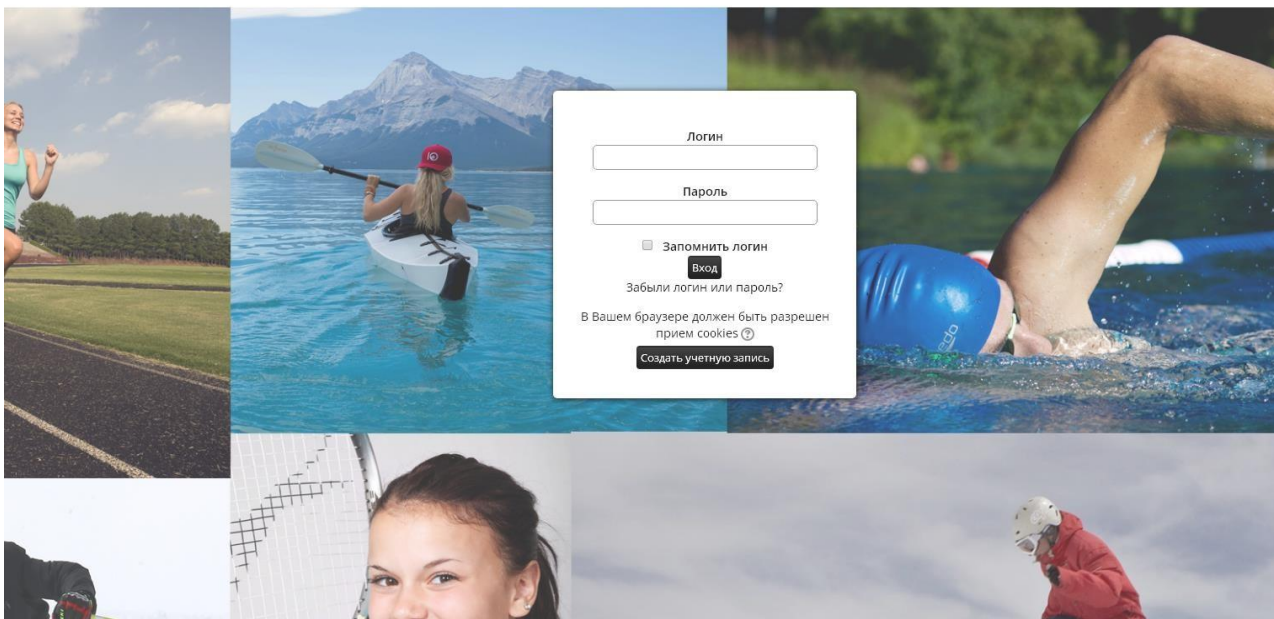 Логин
Пароль
Запомнить логин
Вход
Забыли логин или пароль?
В Вашем браузере должен быть разрешен
прием cookies ?
Создать учетную запись